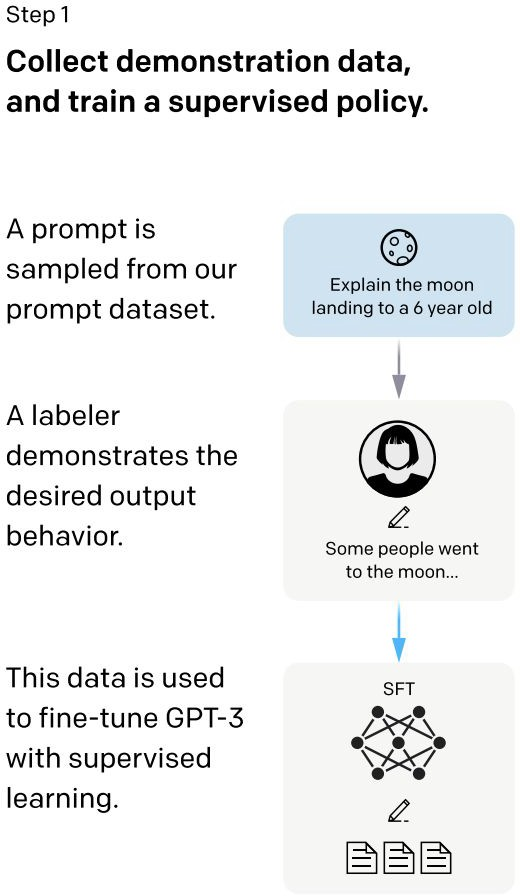 Step 1
Collect demonstration data,
and train a supervised policy.
A prompt is
sampled from our
prompt dataset.
Explain the moon
landing to a 6 year old
A labeler
demonstrates the
desired output
behavior.
Some people went
to the moon...
This data is used
to fine-tune GPT-3
with supervised
learning.
SFT